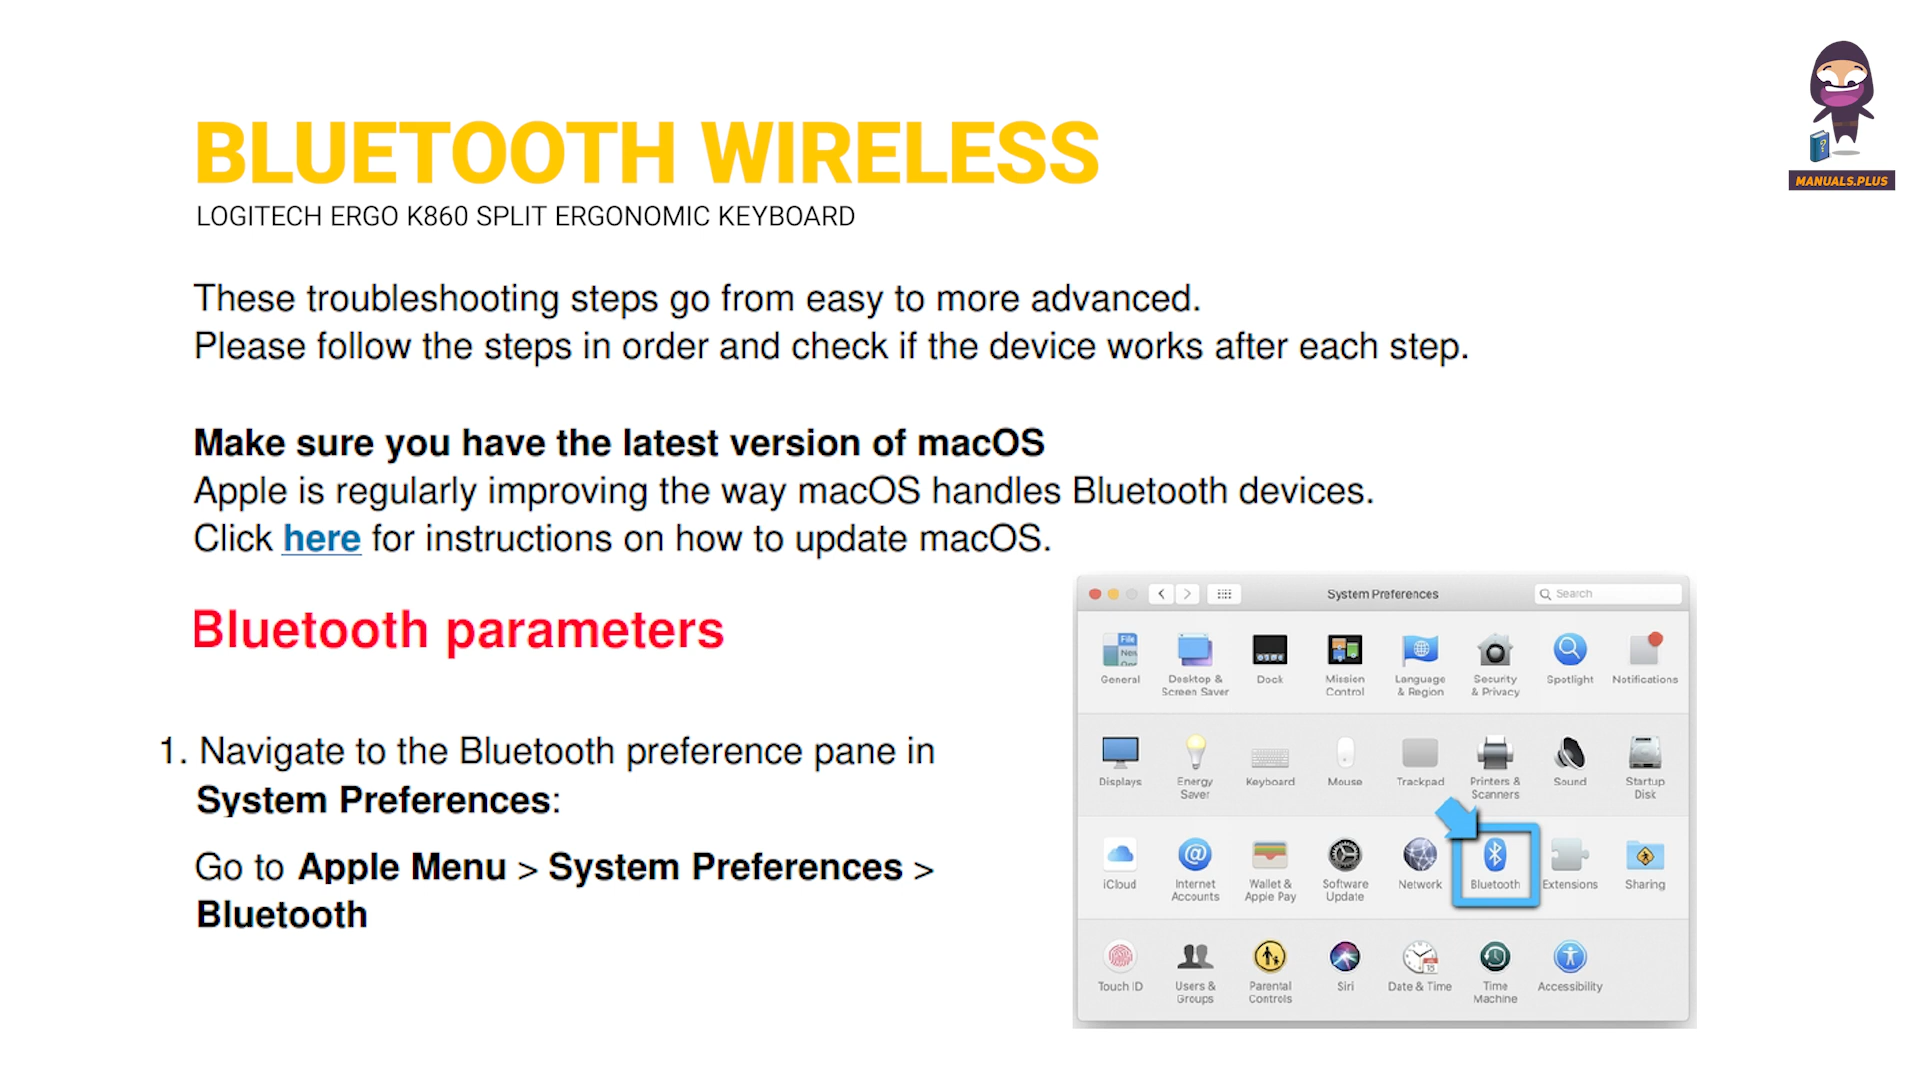 MANUALS.PLUS
BLUETOOTH WIRELESS
LOGITECH ERGO K860 SPLIT ERGONOMIC KEYBOARD
These troubleshooting steps go from easy to more advanced.
Please follow the steps in order and check if the device works after each step.
Make sure you have the latest version of macOS
Apple is regularly improving the way macOS handles Bluetooth devices.
Click here for instructions on how to update macOS.
Bluetooth parameters
1. Navigate to the Bluetooth preference pane in
System Preferences:
Go to Apple Menu > System Preferences >
Bluetooth
System Preferences
Search
File
New
General
Desktop &
Screen Saver
Dock
Mission
Control
Language
& Region
Security
& Privacy
Spotlight
Notifications
Displays
Energy
Saver
Keyboard
Mouse
Trackpad
Printers &
Scanners
Sound
Startup
Disk
iCloud
Internet
Accounts
Wallet &
Apple Pay
Software
Update
Network
Bluetooth
Extensions
Sharing
Touch ID
Users &
Groups
Parental
Controls
Siri
Date & Time
Time
Machine
Accessibility